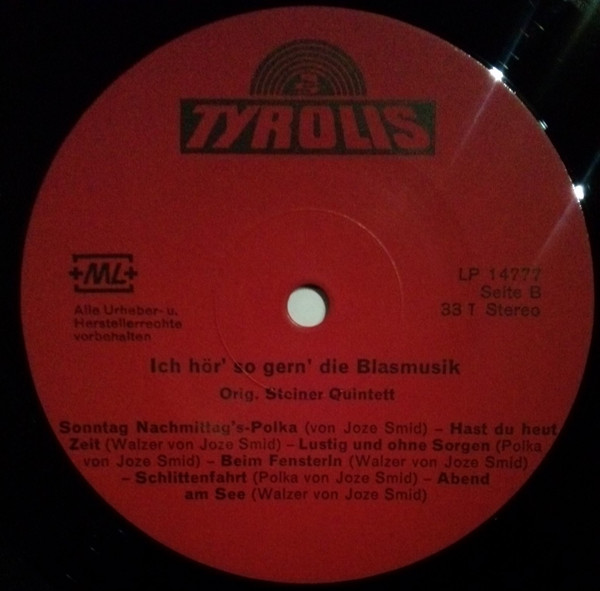 TYROLIS
+ML+
Alle Urheber- u.
Herstellerrechte
vorbehalten
LP 14777
Seite B
33 T Stereo
Ich hör' so gern' die Blasmusik
Orig. Steiner Quintett
Sonntag Nachmittag's-Polka (von Joze Smid) – Hast du heut
Zeit (Walzer von Joze Smid) – Lustig und ohne Sorgen (Polka
von Joze Smid) – Beim Fensterln (Walzer von Joze Smid)
– Schlittenfahrt (Polka von Joze Smid) – Abend
am See (Walzer von Joze Smid)